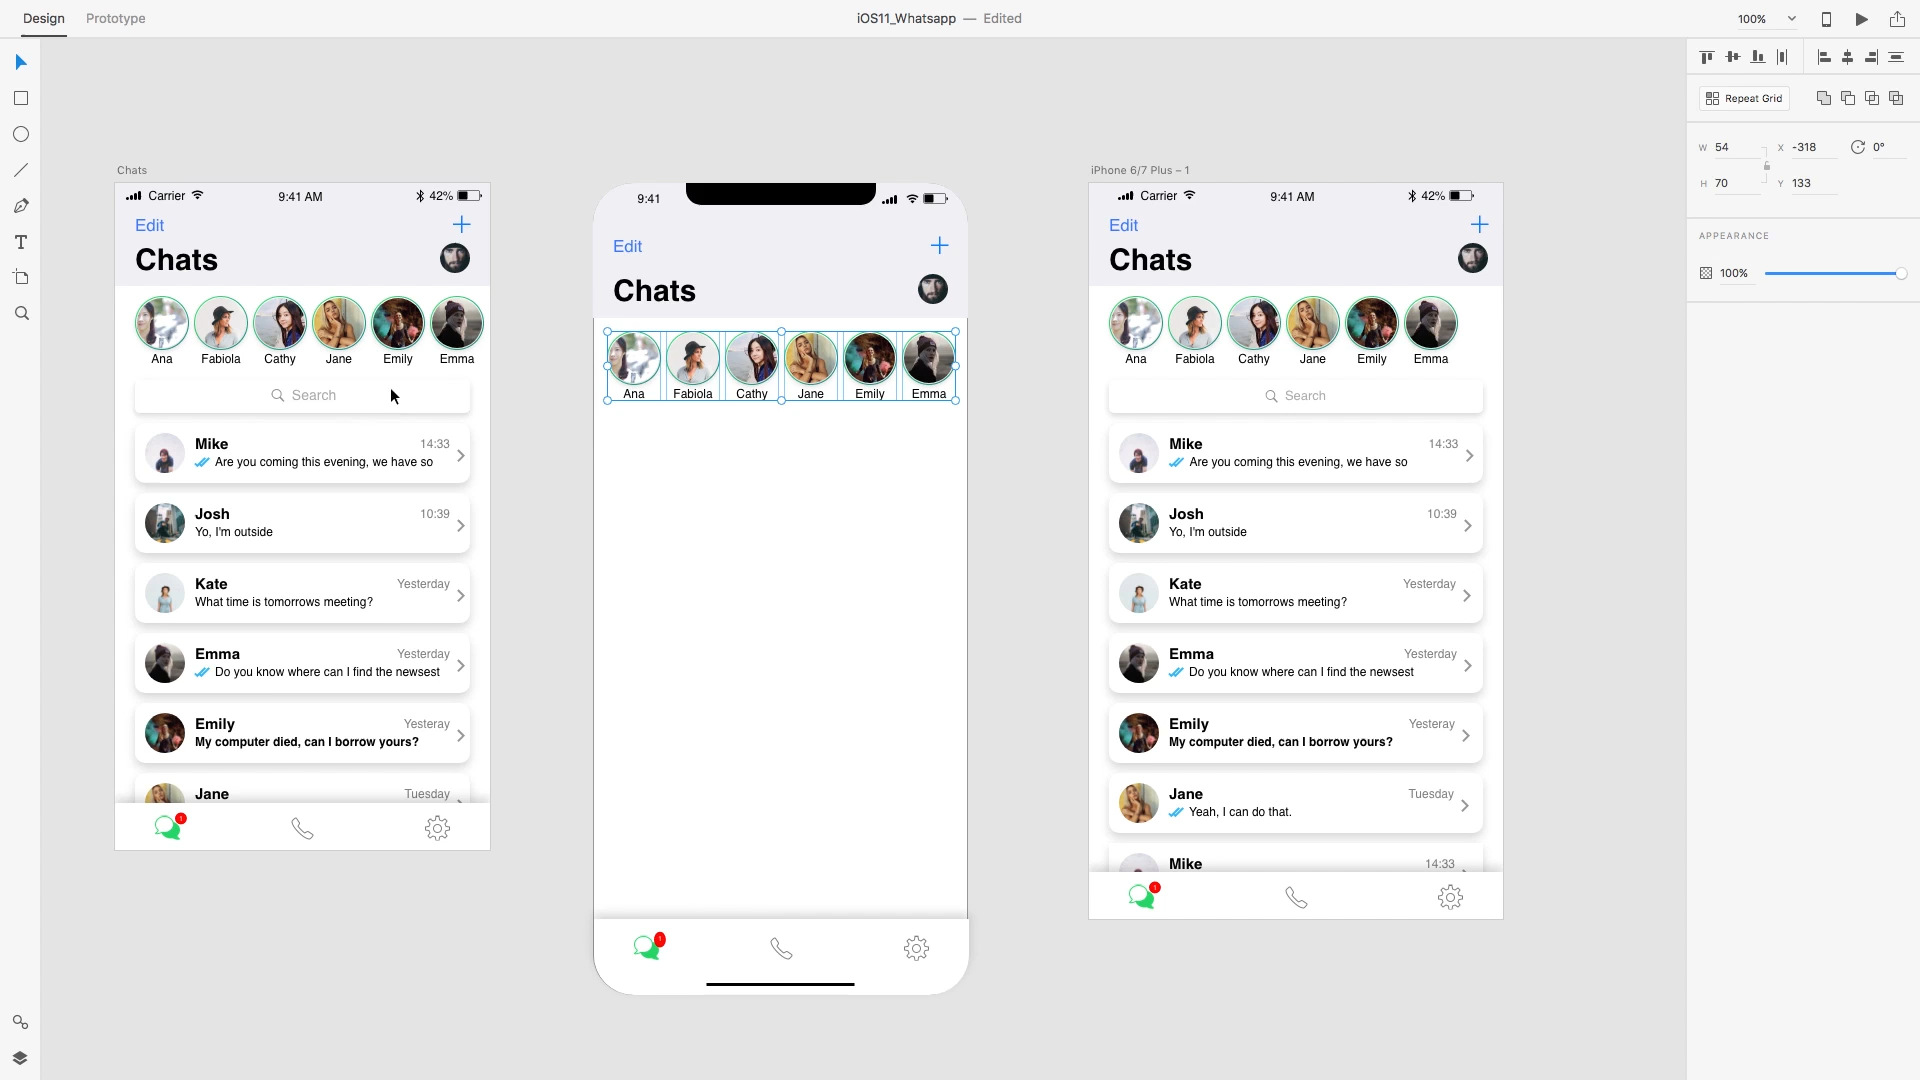 Design Prototype iOS11_Whatsapp — Edited 100%
Repeat Grid
W 54 X -318 0°
H 70 Y 133
APPEARANCE
100%
Chats
Carrier 9:41 AM 42%
Edit
Chats
Ana Fabiola Cathy Jane Emily Emma
Search
Mike 14:33
Are you coming this evening, we have so
Josh 10:39
Yo, I'm outside
Kate Yesterday
What time is tomorrows meeting?
Emma Yesterday
Do you know where can I find the newsest
Emily Yesteray
My computer died, can I borrow yours?
Jane Tuesday
1
9:41
Edit
Chats
Ana Fabiola Cathy Jane Emily Emma
1
iPhone 6/7 Plus – 1
Carrier 9:41 AM 42%
Edit
Chats
Ana Fabiola Cathy Jane Emily Emma
Search
Mike 14:33
Are you coming this evening, we have so
Josh 10:39
Yo, I'm outside
Kate Yesterday
What time is tomorrows meeting?
Emma Yesterday
Do you know where can I find the newsest
Emily Yesteray
My computer died, can I borrow yours?
Jane Tuesday
Yeah, I can do that.
Mike 14:33
1